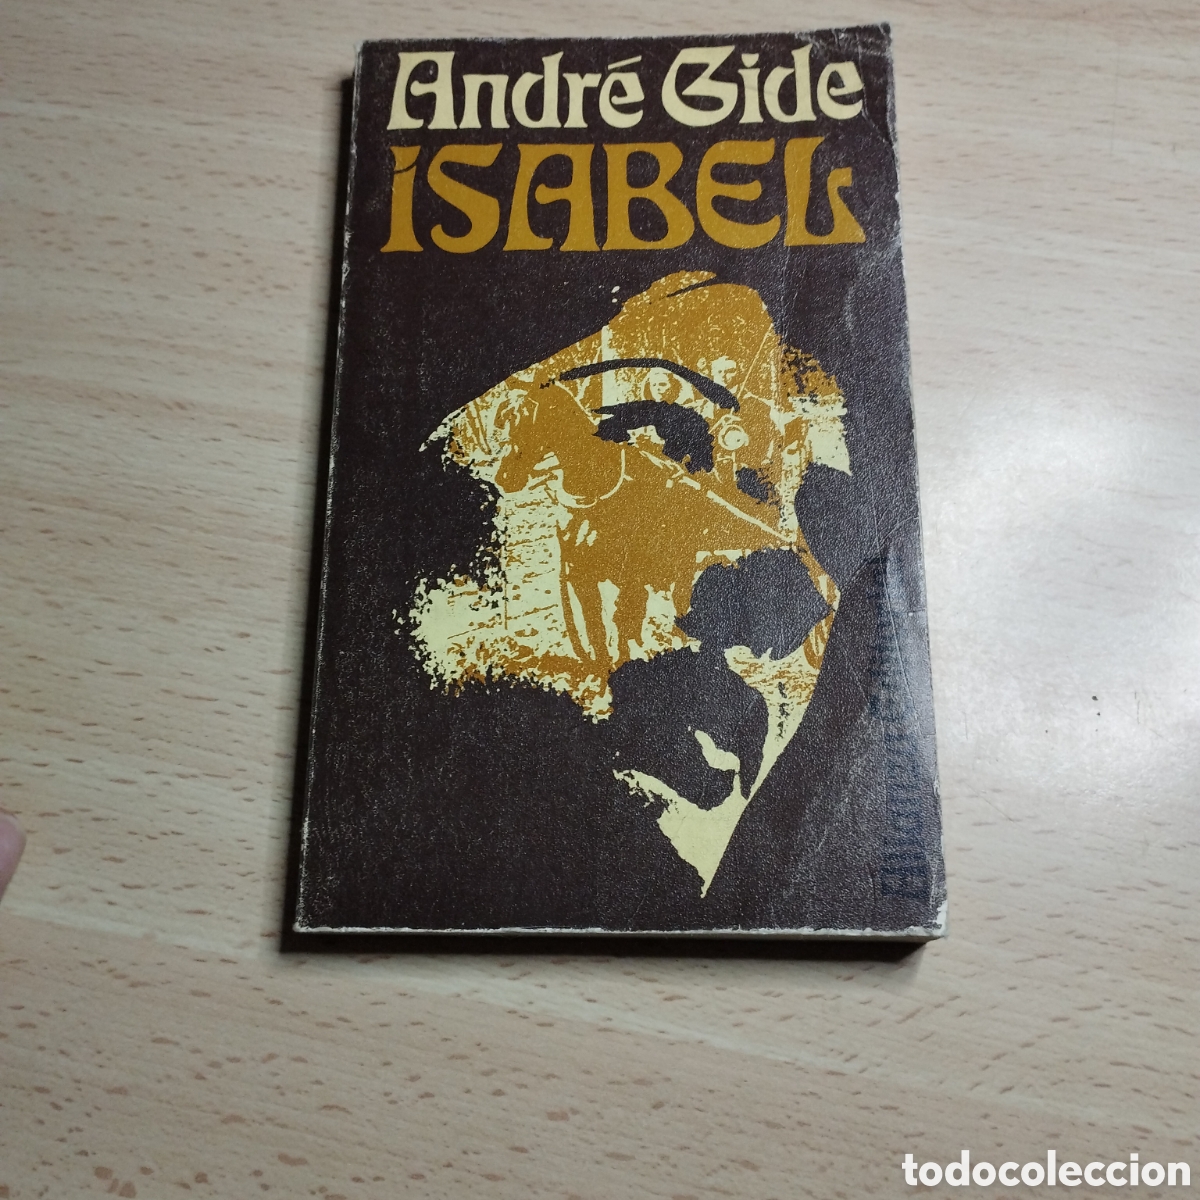 André Gide
ISABEL
todocoleccion